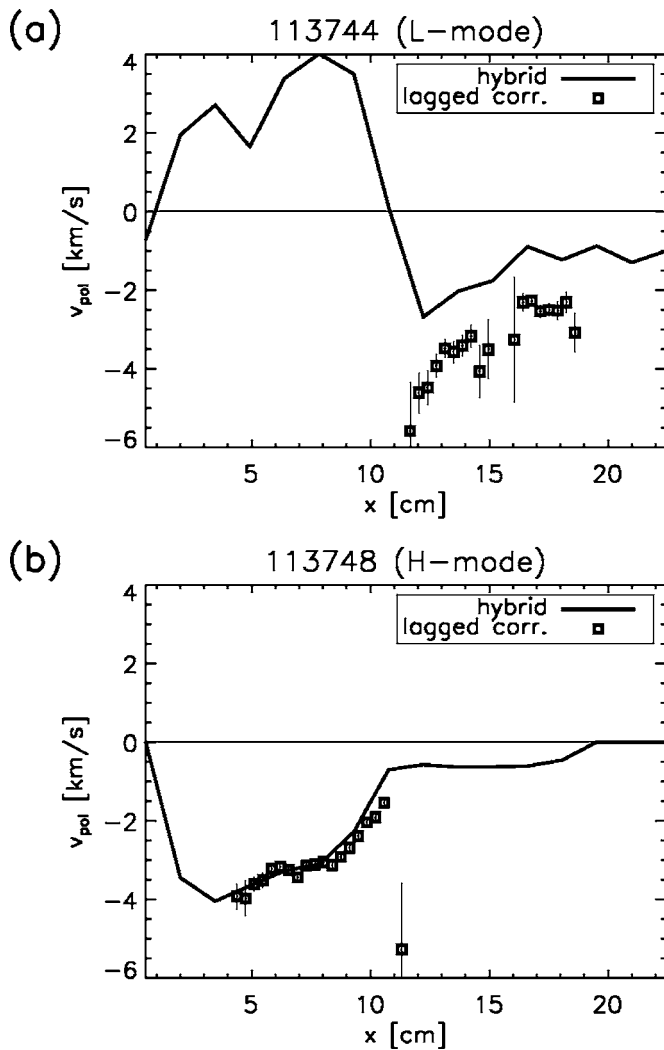 (a)
113744 (L-mode)
hybrid
lagged corr.
4
2
0
-2
-4
-6
v_pol [km/s]
5 10 15 20
x [cm]
(b)
113748 (H-mode)
hybrid
lagged corr.
4
2
0
-2
-4
-6
v_pol [km/s]
5 10 15 20
x [cm]